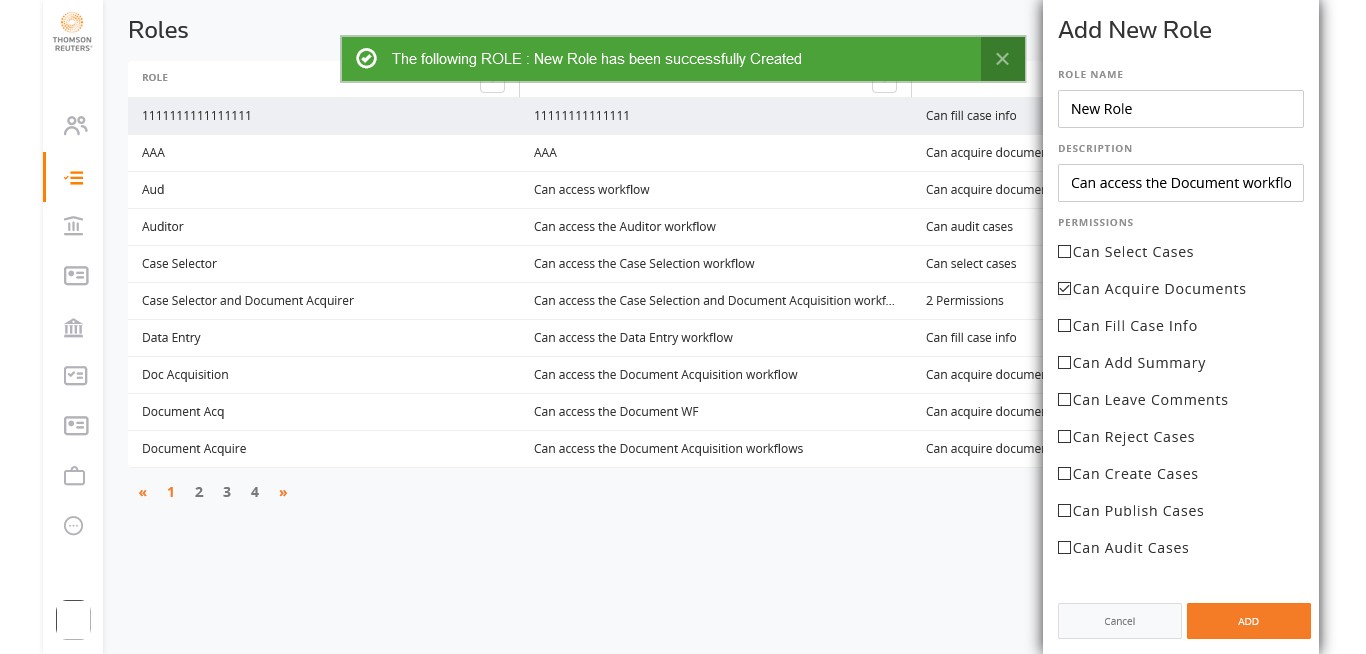 THOMSON
REUTERS®
Roles
The following ROLE : New Role has been successfully Created
ROLE
1111111111111111 11111111111111 Can fill case info
AAA AAA Can acquire
Aud Can access workflow Can acquire
Auditor Can access the Auditor workflow Can audit cases
Case Selector Can access the Case Selection workflow Can select cases
Case Selector and Document Acquirer Can access the Case Selection and Document Acquisition workf... 2 Permissions
Data Entry Can access the Data Entry workflow Can fill case info
Doc Acquisition Can access the Document Acquisition workflow Can acquire
Document Acq Can access the Document WF Can acquire
Document Acquire Can access the Document Acquisition workflows Can acquire
« 1 2 3 4 »
Add New Role
ROLE NAME
New Role
DESCRIPTION
Can access the Document workflo
PERMISSIONS
Can Select Cases
Can Acquire Documents
Can Fill Case Info
Can Add Summary
Can Leave Comments
Can Reject Cases
Can Create Cases
Can Publish Cases
Can Audit Cases
Cancel ADD